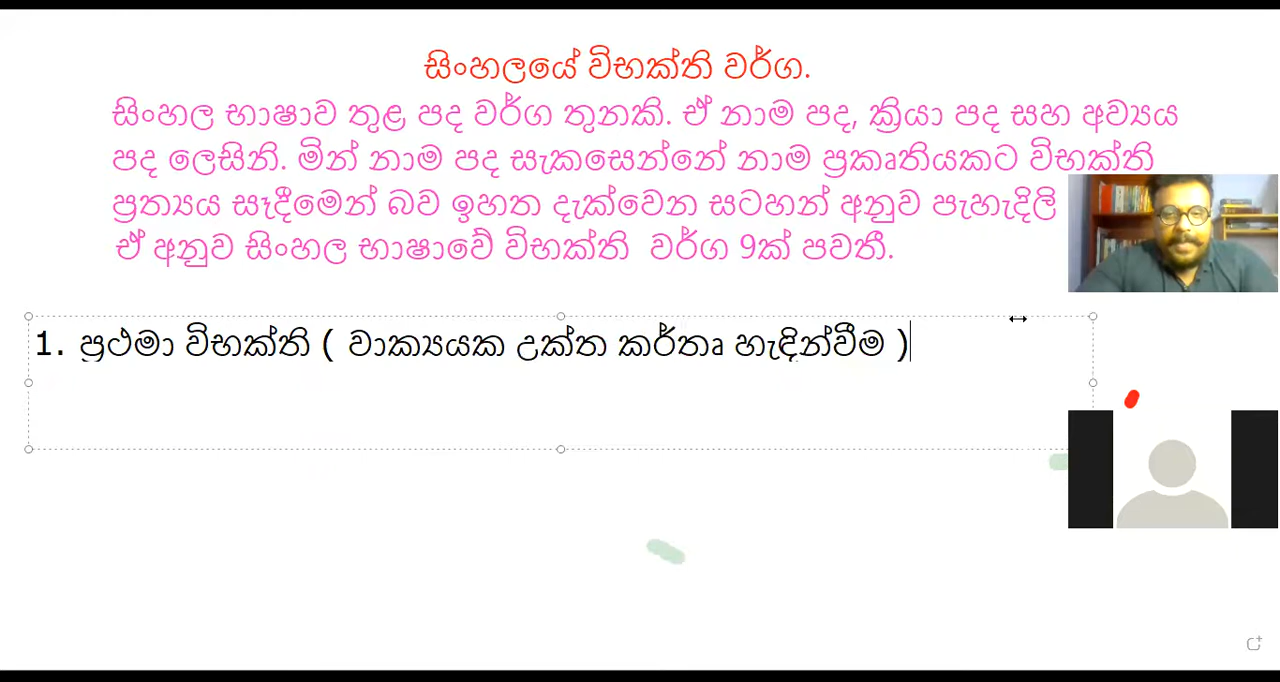 සිංහලයේ විභක්ති වර්ග.
සිංහල භාෂාව තුළ පද වර්ග තුනකි. ඒ නාම පද, ක්‍රියා පද සහ අව්‍යය
පද ලෙසිනි. මින් නාම පද සැකසෙන්නේ නාම ප්‍රකෘතියකට විභක්ති
ප්‍රත්‍යය සෑදීමෙන් බව ඉහත දැක්වෙන සටහන් අනුව පැහැදිලි
ඒ අනුව සිංහල භාෂාවේ විභක්ති වර්ග 9ක් පවතී.
1. ප්‍රථමා විභක්ති ( වාක්‍යයක උක්ත කර්තෘ හැඳින්වීම )